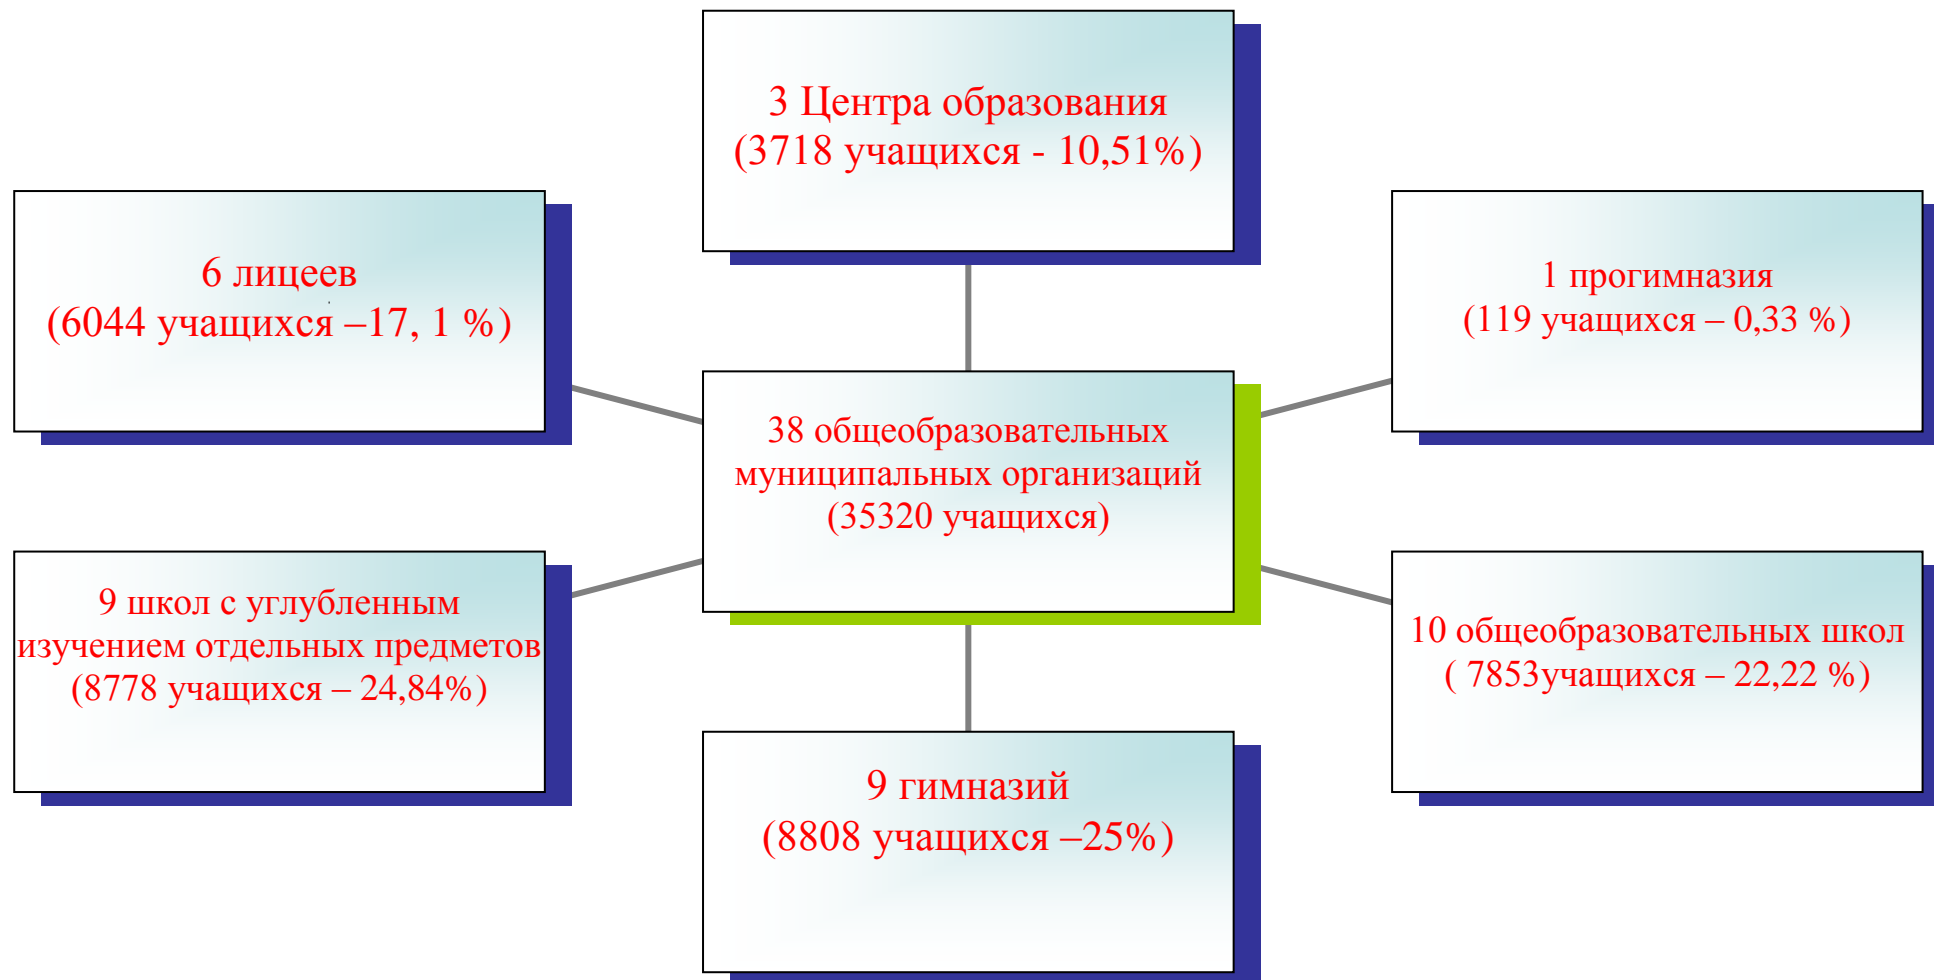 3 Центра образования
(3718 учащихся - 10,51%)
6 лицеев
(6044 учащихся –17, 1 %)
1 прогимназия
(119 учащихся – 0,33 %)
38 общеобразовательных
муниципальных организаций
(35320 учащихся)
9 школ с углубленным
изучением отдельных предметов
(8778 учащихся – 24,84%)
10 общеобразовательных школ
( 7853учащихся – 22,22 %)
9 гимназий
(8808 учащихся –25%)